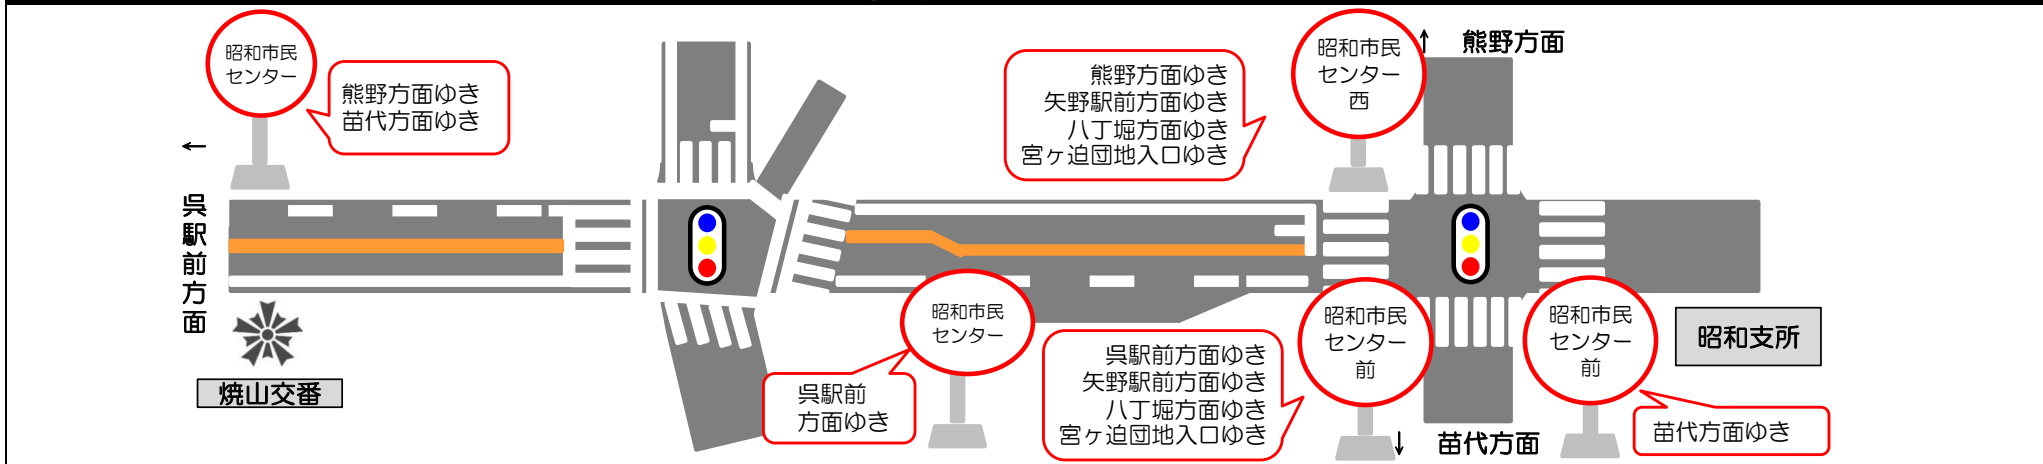 昭和市民
センター
熊野方面ゆき
苗代方面ゆき
←
呉駅前方面
焼山交番
昭和市民
センター
呉駅前
方面ゆき
熊野方面ゆき
矢野駅前方面ゆき
八丁堀方面ゆき
宮ヶ迫団地入口ゆき
昭和市民
センター
西
↑ 熊野方面
呉駅前方面ゆき
矢野駅前方面ゆき
八丁堀方面ゆき
宮ヶ迫団地入口ゆき
昭和市民
センター
前
↓ 苗代方面
昭和市民
センター
前
苗代方面ゆき
昭和支所